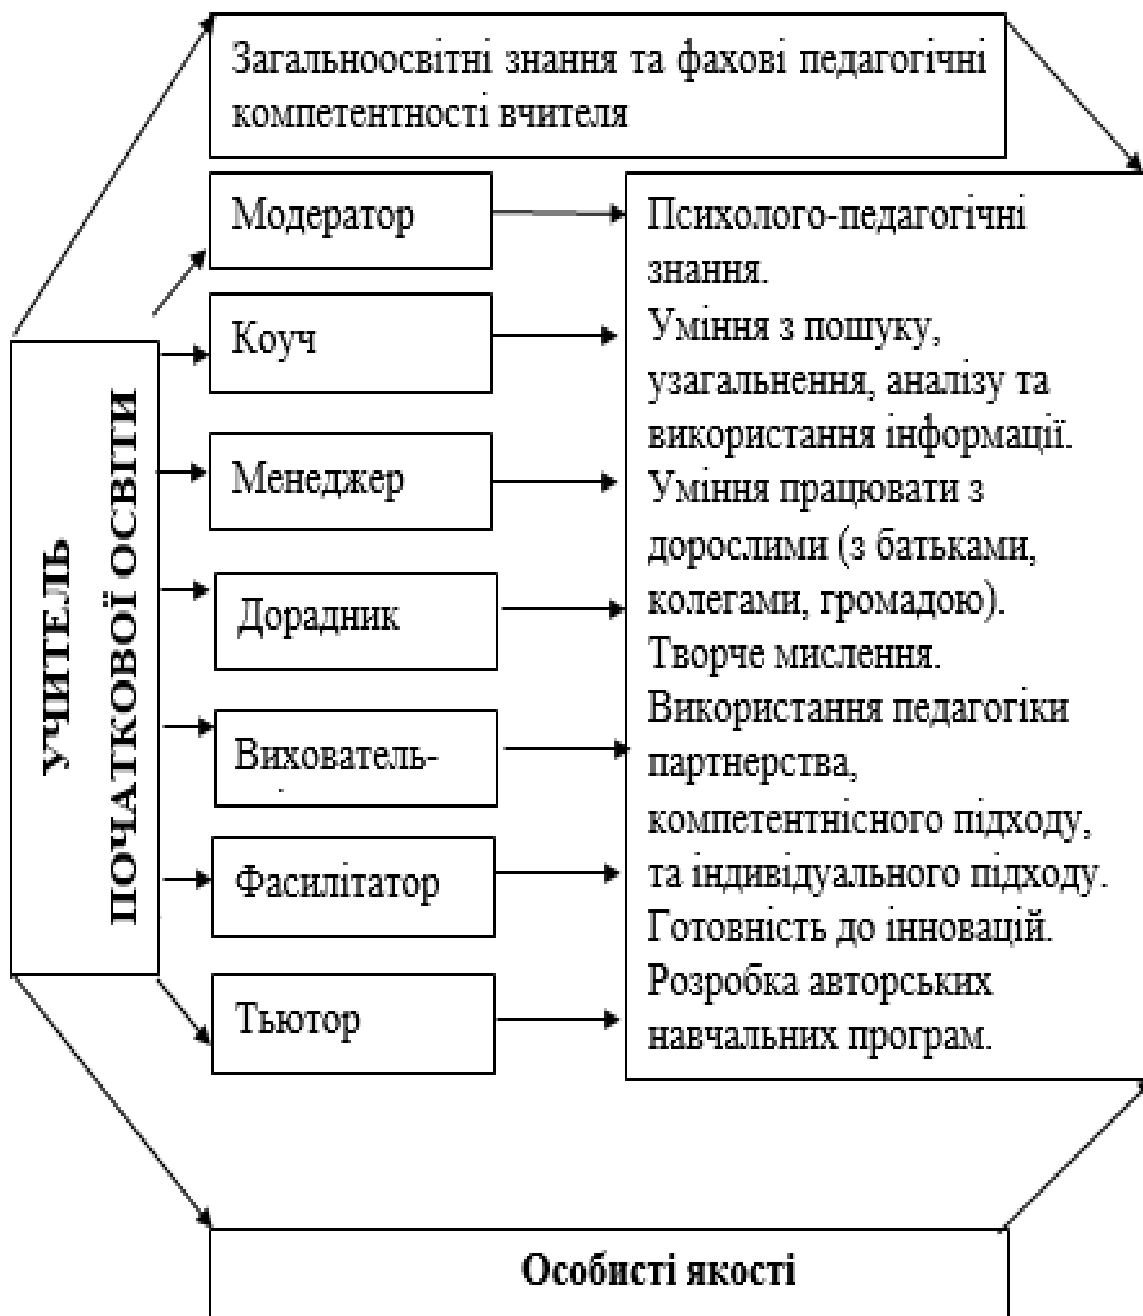 Загальноосвітні знання та фахові педагогічні
компетентності вчителя
УЧИТЕЛЬ
ПОЧАТКОВОЇ ОСВІТИ
Модератор
Коуч
Менеджер
Дорадник
Вихователь-
Фасилітатор
Тьютор
Психолого-педагогічні
знання.
Уміння з пошуку,
узагальнення, аналізу та
використання інформації.
Уміння працювати з
дорослими (з батьками,
колегами, громадою).
Творче мислення.
Використання педагогіки
партнерства,
компетентнісного підходу,
та індивідуального підходу.
Готовність до інновацій.
Розробка авторських
навчальних програм.
Особисті якості